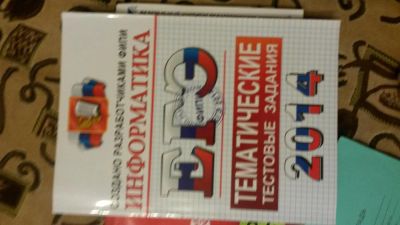 СОЗДАНО РАЗРАБОТЧИКАМИ ФИПИ
ИНФОРМАТИКА
ЕГЭ
ТЕМАТИЧЕСКИЕ
ТЕСТОВЫЕ ЗАДАНИЯ
2014